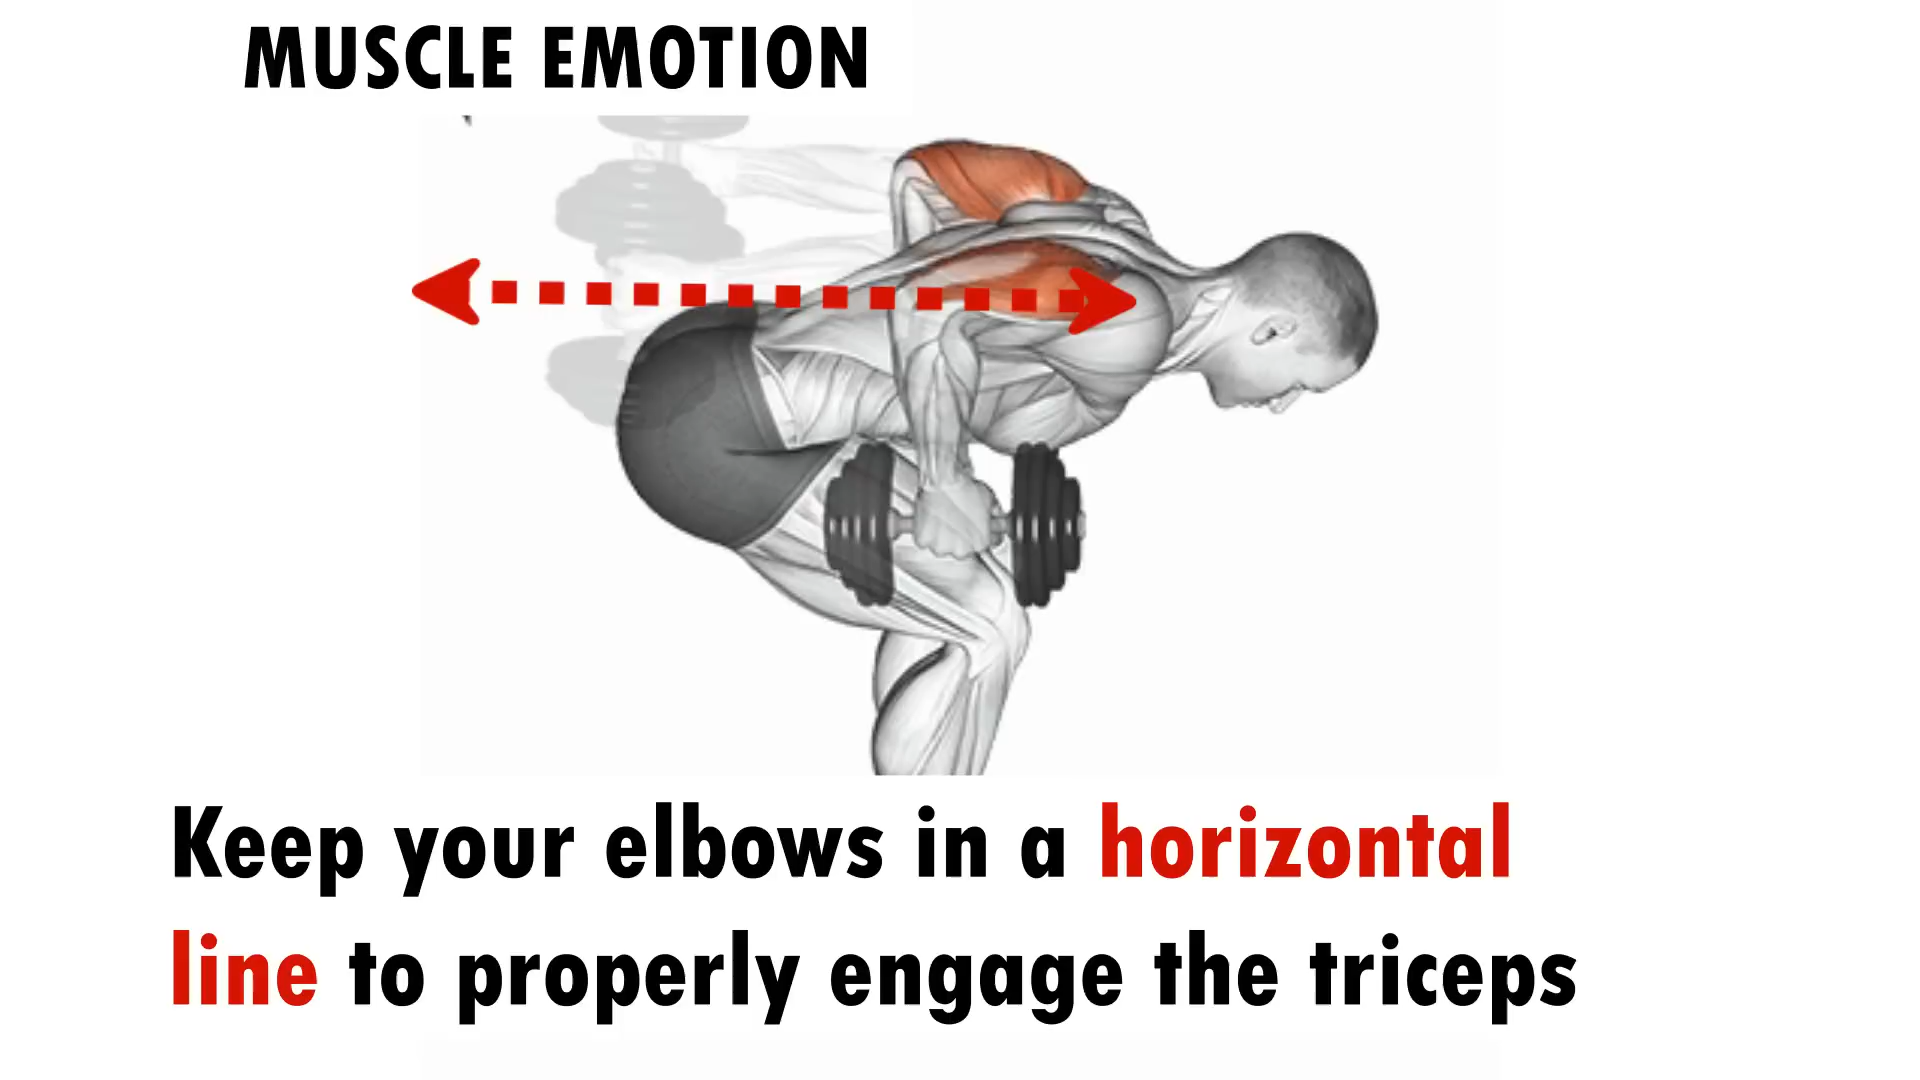 MUSCLE EMOTION
Keep your elbows in a horizontal
line to properly engage the triceps